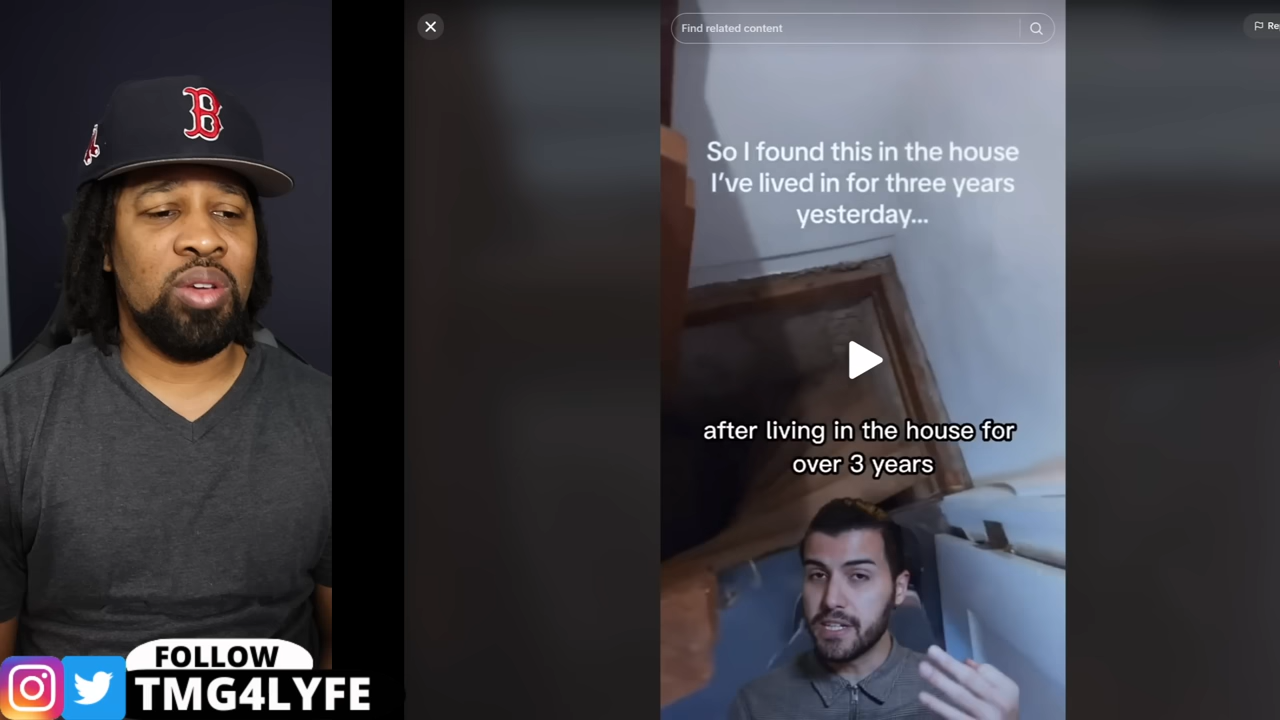 B
Find related content
Re
So I found this in the house
I've lived in for three years
yesterday...
after living in the house for
over 3 years
FOLLOW
TMG4LYFE